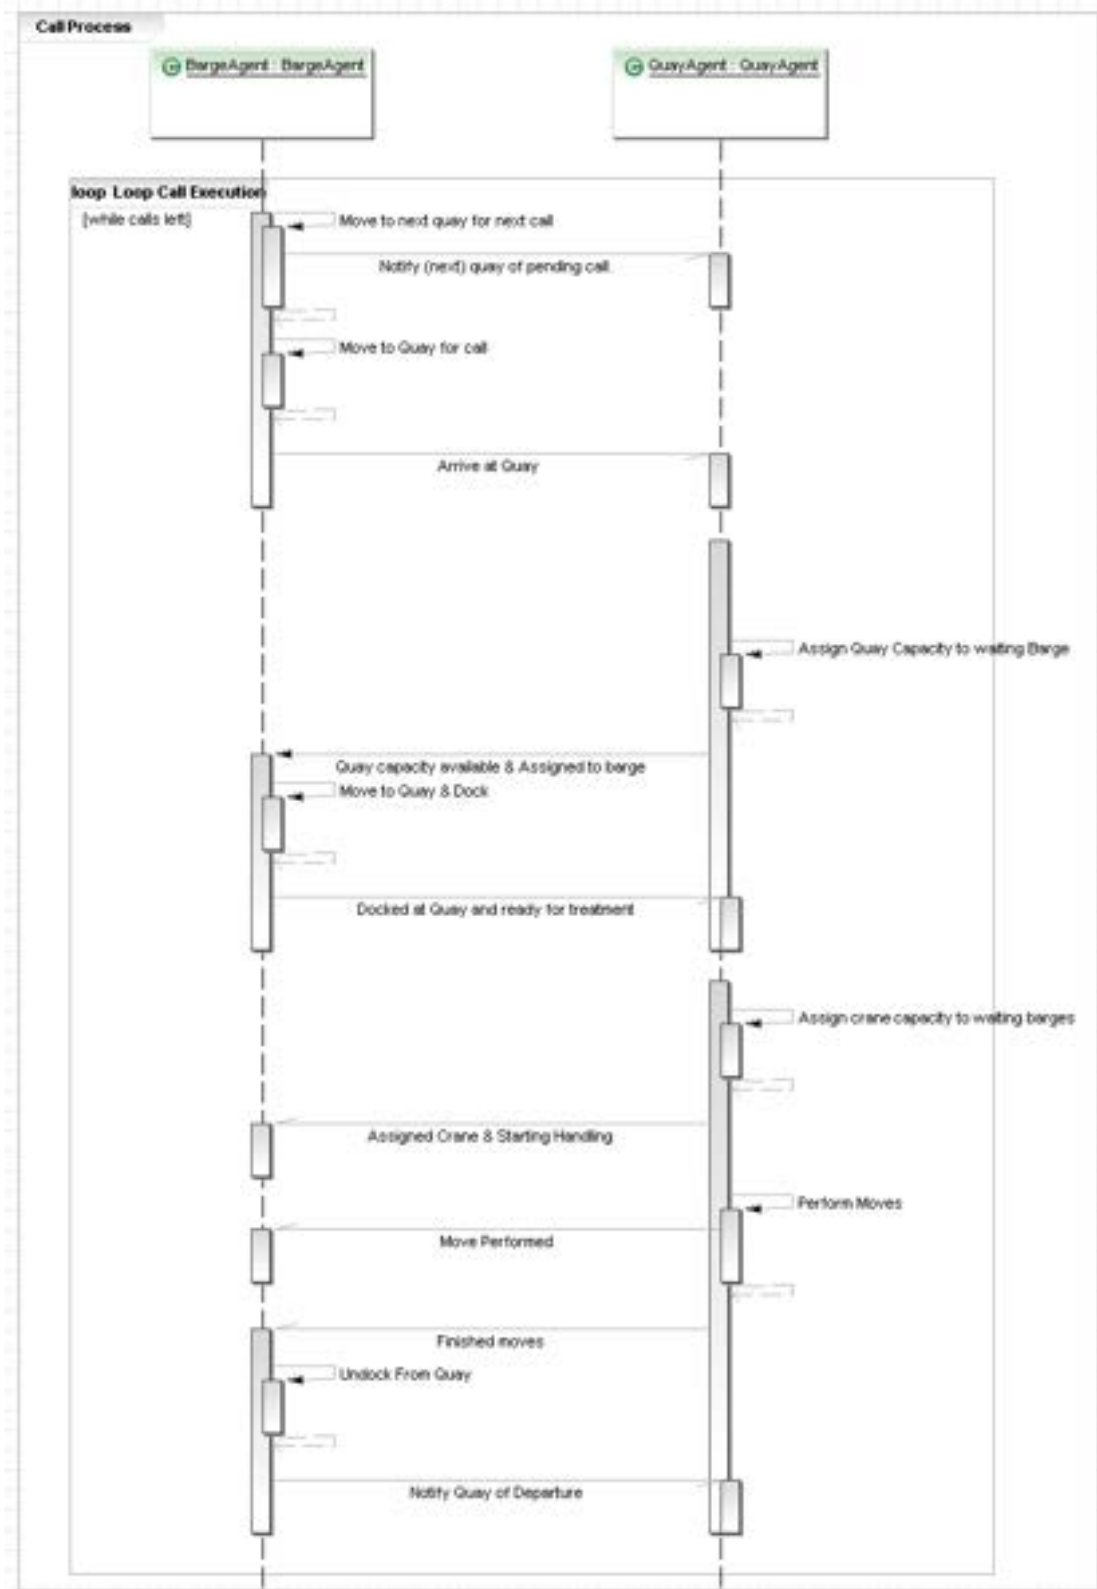 Call Process
BargeAgent : BargeAgent
QuayAgent : QuayAgent
loop Loop Call Execution
[while calls left]
Move to next quay for next call
Notify (next) quay of pending call
Move to Quay for call
Arrive at Quay
Assign Quay Capacity to waiting Barge
Quay capacity available & Assigned to barge
Move to Quay & Dock
Docked at Quay and ready for treatment
Assign crane capacity to waiting barges
Assigned Crane & Starting Handling
Perform Moves
Move Performed
Finished moves
Undock From Quay
Notify Quay of Departure